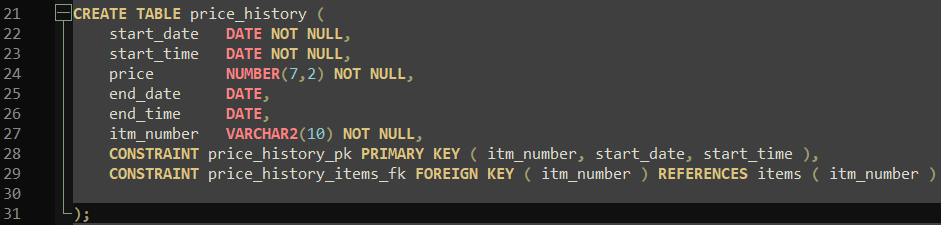 21 CREATE TABLE price_history (
22 start_date DATE NOT NULL,
23 start_time DATE NOT NULL,
24 price NUMBER(7,2) NOT NULL,
25 end_date DATE,
26 end_time DATE,
27 itm_number VARCHAR2(10) NOT NULL,
28 CONSTRAINT price_history_pk PRIMARY KEY ( itm_number, start_date, start_time ),
29 CONSTRAINT price_history_items_fk FOREIGN KEY ( itm_number ) REFERENCES items ( itm_number )
30
31 );